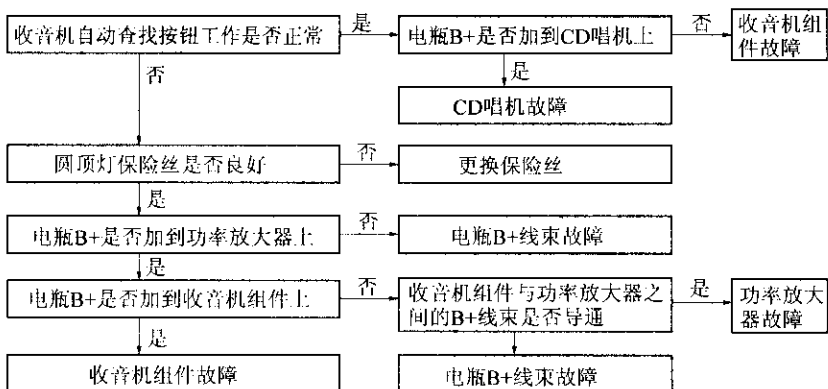 收音机自动查找按钮工作是否正常
是
电瓶B+是否加到CD唱机上
否
收音机组
件故障
否
是
CD唱机故障
圆顶灯保险丝是否良好
否
更换保险丝
是
电瓶B+是否加到功率放大器上
否
电瓶B+线束故障
是
电瓶B+是否加到收音机组件上
否
收音机组件与功率放大器之
间的B+线束是否导通
是
功率放大
器故障
是
收音机组件故障
电瓶B+线束故障